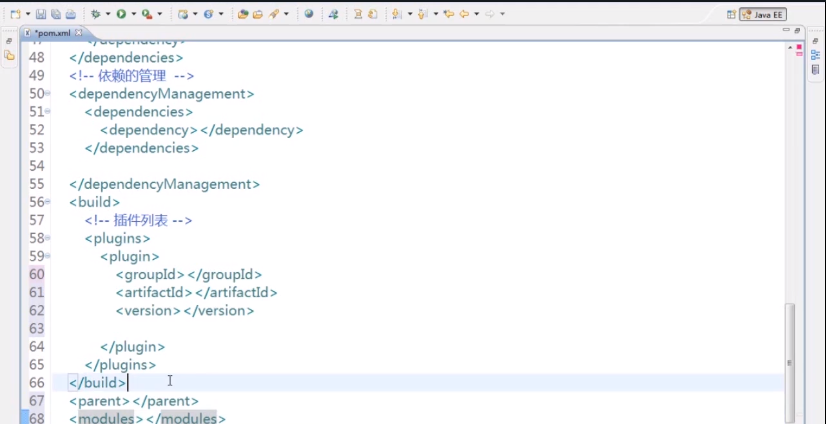 Java EE
*pom.xml
47 </dependency>
48 </dependencies>
49 <!-- 依赖的管理 -->
50 <dependencyManagement>
51 <dependencies>
52 <dependency></dependency>
53 </dependencies>
54
55 </dependencyManagement>
56 <build>
57 <!-- 插件列表 -->
58 <plugins>
59 <plugin>
60 <groupId></groupId>
61 <artifactId></artifactId>
62 <version></version>
63
64 </plugin>
65 </plugins>
66 </build>
67 <parent></parent>
68 <modules></modules>